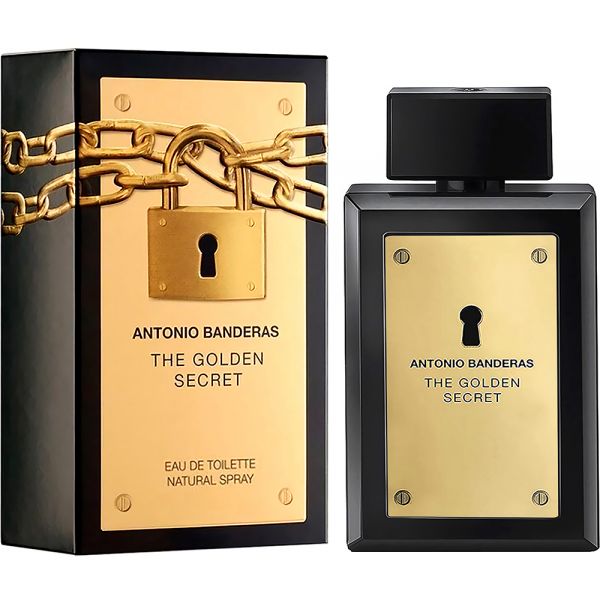 ANTONIO BANDERAS
THE GOLDEN
SECRET
EAU DE TOILETTE
NATURAL SPRAY
ANTONIO BANDERAS
THE GOLDEN
SECRET